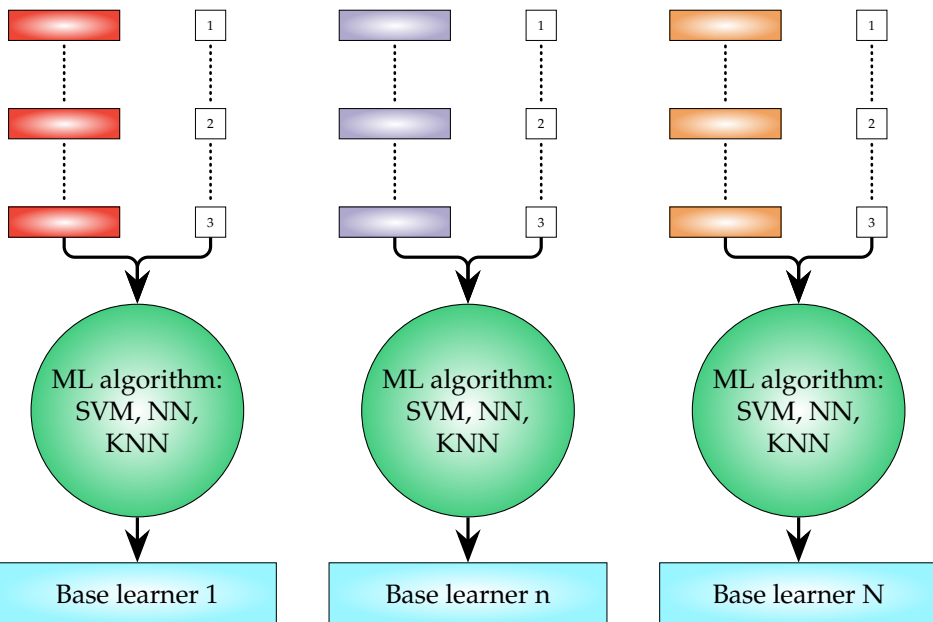 1
2
3
ML algorithm:
SVM, NN,
KNN
Base learner 1
1
2
3
ML algorithm:
SVM, NN,
KNN
Base learner n
1
2
3
ML algorithm:
SVM, NN,
KNN
Base learner N